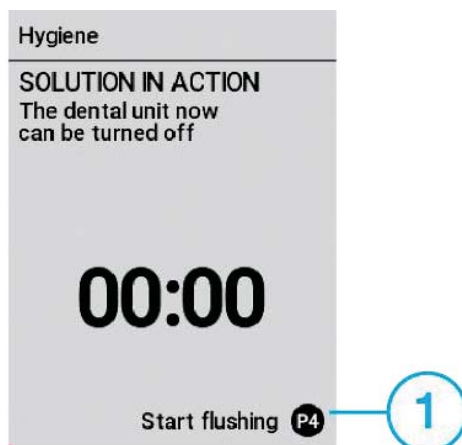 Hygiene
SOLUTION IN ACTION
The dental unit now
can be turned off
00:00
Start flushing P4
1